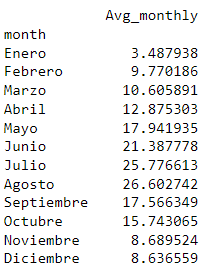 Avg_monthly
month
Enero 3.487938
Febrero 9.770186
Marzo 10.605891
Abril 12.875303
Mayo 17.941935
Junio 21.387778
Julio 25.776613
Agosto 26.602742
Septiembre 17.566349
Octubre 15.743065
Noviembre 8.689524
Diciembre 8.636559